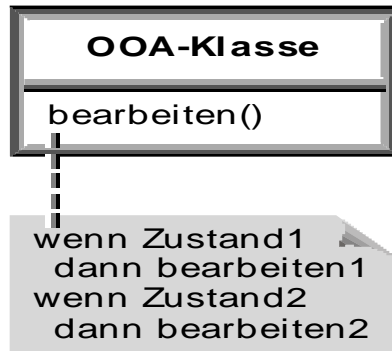 OOA-Klasse
bearbeiten()
wenn Zustand1
dann bearbeiten1
wenn Zustand2
dann bearbeiten2